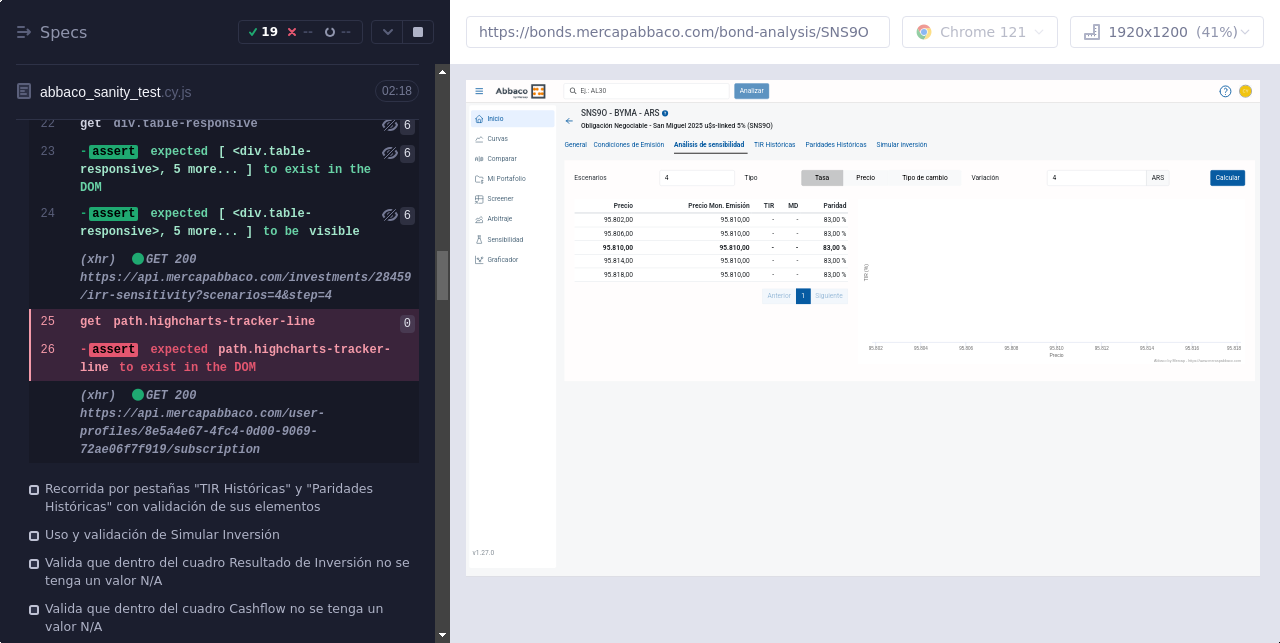 Specs
19
--
--
https://bonds.mercapabbaco.com/bond-analysis/SNS9O
Chrome 121
1920x1200 (41%)
abbaco_sanity_test.cy.js
02:18
22 get div.table-responsive 6
23 -assert expected [ <div.table-
responsive>, 5 more... ] to exist in the
DOM
6
24 -assert expected [ <div.table-
responsive>, 5 more... ] to be visible
6
(xhr) GET 200
https://api.mercapabbaco.com/investments/28459
/irr-sensitivity?scenarios=4&step=4
25 get path.highcharts-tracker-line 0
26 -assert expected path.highcharts-tracker-
line to exist in the DOM
(xhr) GET 200
https://api.mercapabbaco.com/user-
profiles/8e5a4e67-4fc4-0d00-9069-
72ae06f7f919/subscription
Recorrida por pestañas "TIR Históricas" y "Paridades
Históricas" con validación de sus elementos
Uso y validación de Simular Inversión
Valida que dentro del cuadro Resultado de Inversión no se
tenga un valor N/A
Valida que dentro del cuadro Cashflow no se tenga un
valor N/A
Abbaco
Ej.: AL30
Analizar
Inicio
Curvas
Comparar
Mi Portafolio
Screener
Arbitraje
Sensibilidad
Graficador
v1.27.0
SNS9O - BYMA - ARS
Obligación Negociable - San Miguel 2025 u$s-linked 5% (SNS9O)
General Condiciones de Emisión Análisis de sensibilidad TIR Históricas Paridades Históricas Simular inversión
Escenarios 4 Tipo Tasa Precio Tipo de cambio Variación 4 ARS Calcular
Precio Precio Mon. Emisión TIR MD Paridad
95.802,00 95.810,00 - - 83,00 %
95.806,00 95.810,00 - - 83,00 %
95.810,00 95.810,00 - - 83,00 %
95.814,00 95.810,00 - - 83,00 %
95.818,00 95.810,00 - - 83,00 %
Anterior 1 Siguiente
TIR (%)
95.802 95.804 95.806 95.808 95.810 95.812 95.814 95.816 95.818
Precio